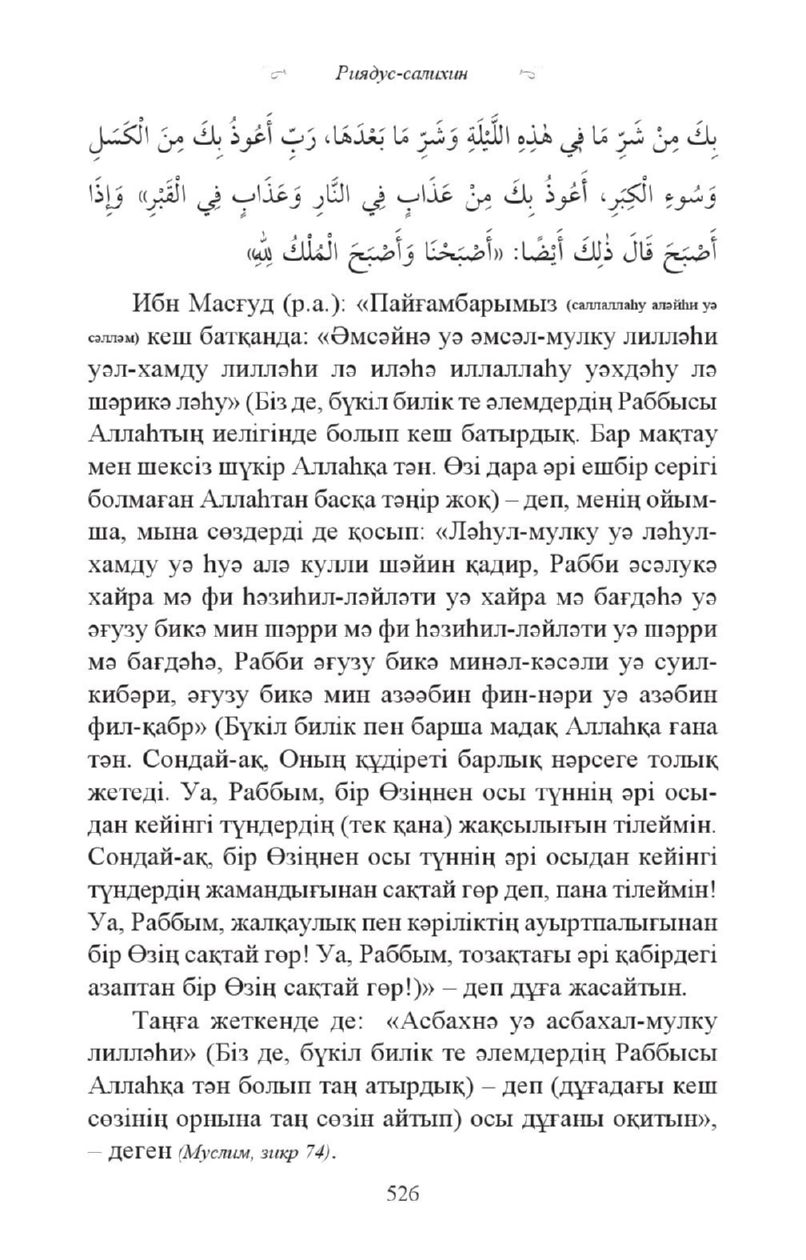 Риядус-салихин
بِكَ مِنْ شَرِّ مَا فِي هٰذِهِ اللَّيْلَةِ وَشَرِّ مَا بَعْدَهَا، رَبِّ أَعُوذُ بِكَ مِنَ الْكَسَلِ
وَسُوءِ الْكِبَرِ، أَعُوذُ بِكَ مِنْ عَذَابٍ فِي النَّارِ وَعَذَابٍ فِي الْقَبْرِ» وَإِذَا
أَصْبَحَ قَالَ ذٰلِكَ أَيْضًا: «أَصْبَحْنَا وَأَصْبَحَ الْمُلْكُ لِلّٰهِ»
Ибн Масғуд (р.а.): «Пайғамбарымыз (саллаллаһу аләйһи уә
сәлләм) кеш батқанда: «Әмсәйнә уә әмсәл-мулку лилләһи
уәл-хамду лилләһи лә иләһә иллаллаһу уәхдәһу лә
шәрикә ләһу» (Біз де, бүкіл билік те әлемдердің Раббысы
Аллаһтың иелігінде болып кеш батырдық. Бар мақтау
мен шексіз шүкір Аллаһқа тән. Өзі дара әрі ешбір серігі
болмаған Аллаһтан басқа тәңір жоқ) – деп, менің ойым-
ша, мына сөздерді де қосып: «Ләһул-мулку уә ләһул-
хамду уә һуә алә кулли шәйин қадир, Рабби әсәлукә
хайра мә фи һәзиһил-ләйләти уә хайра мә бағдәһә уә
әғузу бикә мин шәрри мә фи һәзиһил-ләйләти уә шәрри
мә бағдәһә, Рабби әғузу бикә минәл-кәсәли уә суил-
кибәри, әғузу бикә мин азәәбин фин-нәри уә азәбин
фил-қабр» (Бүкіл билік пен барша мадақ Аллаһқа ғана
тән. Сондай-ақ, Оның құдіреті барлық нәрсеге толық
жетеді. Уа, Раббым, бір Өзіңнен осы түннің әрі осы-
дан кейінгі түндердің (тек қана) жақсылығын тілеймін.
Сондай-ақ, бір Өзіңнен осы түннің әрі осыдан кейінгі
түндердің жамандығынан сақтай гөр деп, пана тілеймін!
Уа, Раббым, жалқаулық пен кәріліктің ауыртпалығынан
бір Өзің сақтай гөр! Уа, Раббым, тозақтағы әрі қабірдегі
азаптан бір Өзің сақтай гөр!)» – деп дұға жасайтын.
Таңға жеткенде де: «Асбахнә уә асбахал-мулку
лилләһи» (Біз де, бүкіл билік те әлемдердің Раббысы
Аллаһқа тән болып таң атырдық) – деп (дұғадағы кеш
сөзінің орнына таң сөзін айтып) осы дұғаны оқитын»,
– деген (Муслим, зикр 74).
526